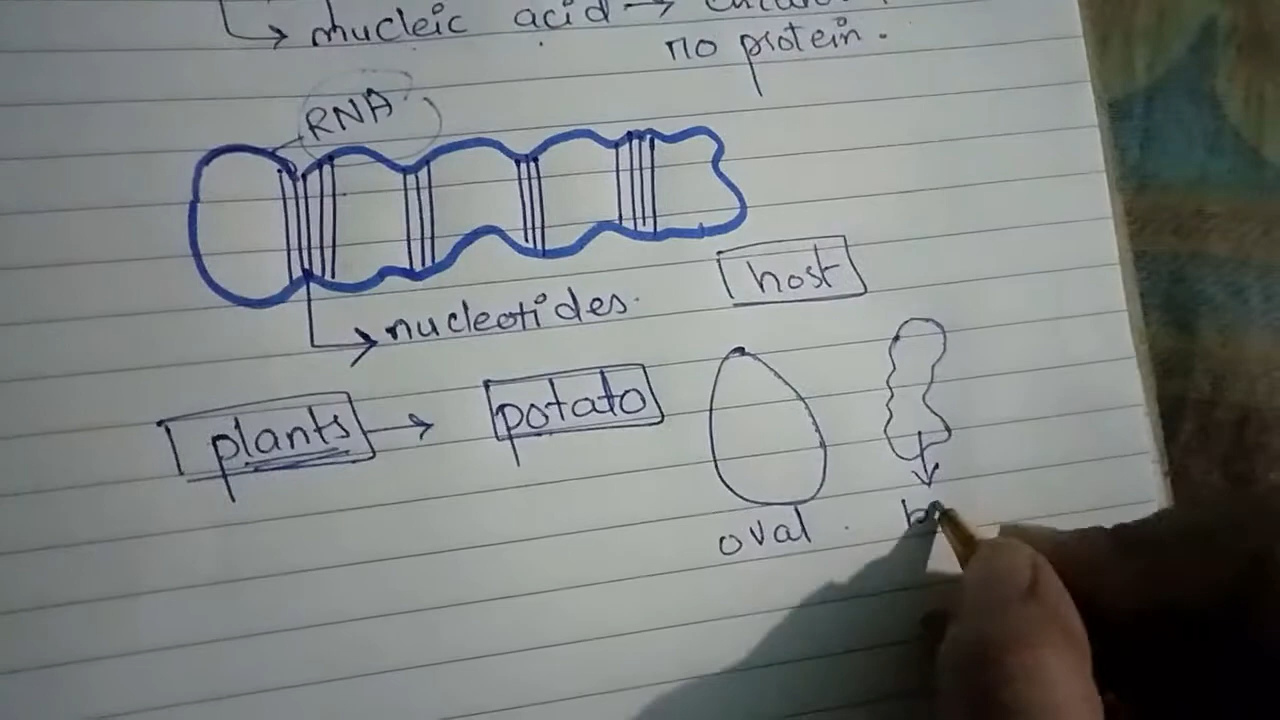 nucleic acid →
no protein.
RNA
host
nucleotides.
plants → potato
oval.